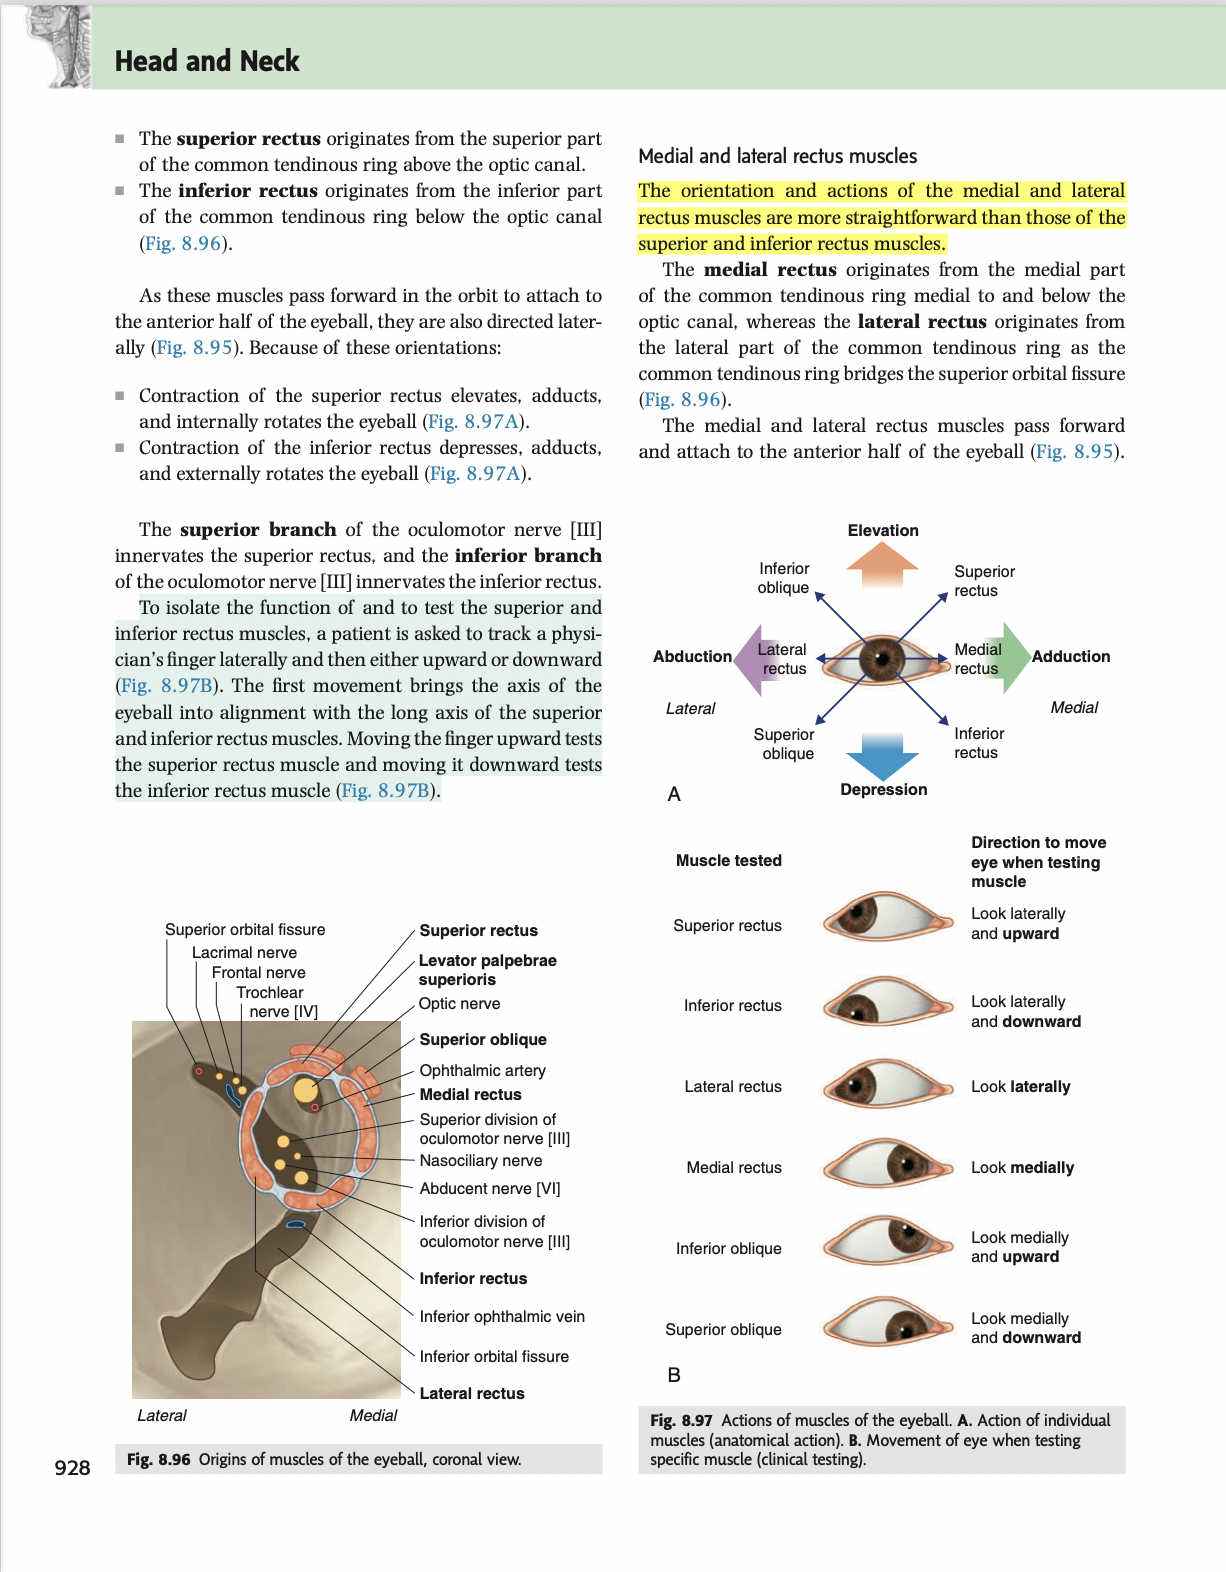 Head and Neck
■ The superior rectus originates from the superior part
of the common tendinous ring above the optic canal.
■ The inferior rectus originates from the inferior part
of the common tendinous ring below the optic canal
(Fig. 8.96).
As these muscles pass forward in the orbit to attach to
the anterior half of the eyeball, they are also directed later-
ally (Fig. 8.95). Because of these orientations:
■ Contraction of the superior rectus elevates, adducts,
and internally rotates the eyeball (Fig. 8.97A).
■ Contraction of the inferior rectus depresses, adducts,
and externally rotates the eyeball (Fig. 8.97A).
The superior branch of the oculomotor nerve [III]
innervates the superior rectus, and the inferior branch
of the oculomotor nerve [III] innervates the inferior rectus.
To isolate the function of and to test the superior and
inferior rectus muscles, a patient is asked to track a physi-
cian's finger laterally and then either upward or downward
(Fig. 8.97B). The first movement brings the axis of the
eyeball into alignment with the long axis of the superior
and inferior rectus muscles. Moving the finger upward tests
the superior rectus muscle and moving it downward tests
the inferior rectus muscle (Fig. 8.97B).
Superior orbital fissure
Lacrimal nerve
Frontal nerve
Trochlear
nerve [IV]
Superior rectus
Levator palpebrae
superioris
Optic nerve
Superior oblique
Ophthalmic artery
Medial rectus
Superior division of
oculomotor nerve [III]
Nasociliary nerve
Abducent nerve [VI]
Inferior division of
oculomotor nerve [III]
Inferior rectus
Inferior ophthalmic vein
Inferior orbital fissure
Lateral rectus
Lateral
Medial
Fig. 8.96 Origins of muscles of the eyeball, coronal view.
928
Medial and lateral rectus muscles
The orientation and actions of the medial and lateral
rectus muscles are more straightforward than those of the
superior and inferior rectus muscles.
The medial rectus originates from the medial part
of the common tendinous ring medial to and below the
optic canal, whereas the lateral rectus originates from
the lateral part of the common tendinous ring as the
common tendinous ring bridges the superior orbital fissure
(Fig. 8.96).
The medial and lateral rectus muscles pass forward
and attach to the anterior half of the eyeball (Fig. 8.95).
Elevation
Inferior
oblique
Superior
rectus
Abduction
Lateral
rectus
Medial
rectus
Adduction
Lateral
Medial
Superior
oblique
Inferior
rectus
Depression
A
Muscle tested
Direction to move
eye when testing
muscle
Superior rectus
Look laterally
and upward
Inferior rectus
Look laterally
and downward
Lateral rectus
Look laterally
Medial rectus
Look medially
Inferior oblique
Look medially
and upward
Superior oblique
Look medially
and downward
B
Fig. 8.97 Actions of muscles of the eyeball. A. Action of individual
muscles (anatomical action). B. Movement of eye when testing
specific muscle (clinical testing).